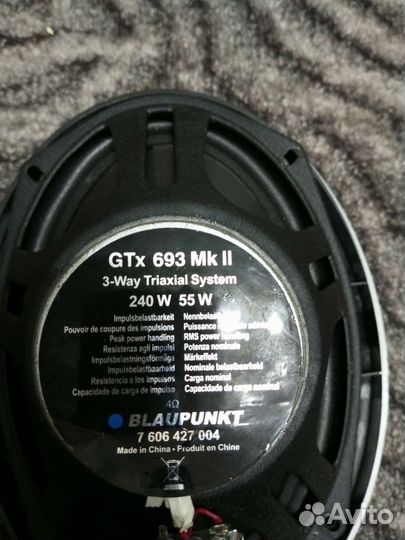 GTx 693 Mk II
3-Way Triaxial System
240 W 55 W
Impulsbelastbarkeit
Pouvoir de coupure des impulsions Puissance
Peak power handling RMS power handling
Resistenza agli impulsi Potenza nominale
Impulsbelastningsförmåga Märkeffekt
Impulsbelastbaarheid Nominale belastbaarheid
Resistencia a los impulsos Carga nominal
Capacidade de carga de impulso Capacidade de carga nominal
4Ω
BLAUPUNKT
7 606 427 004
Made in China - Produit en Chine
Avito